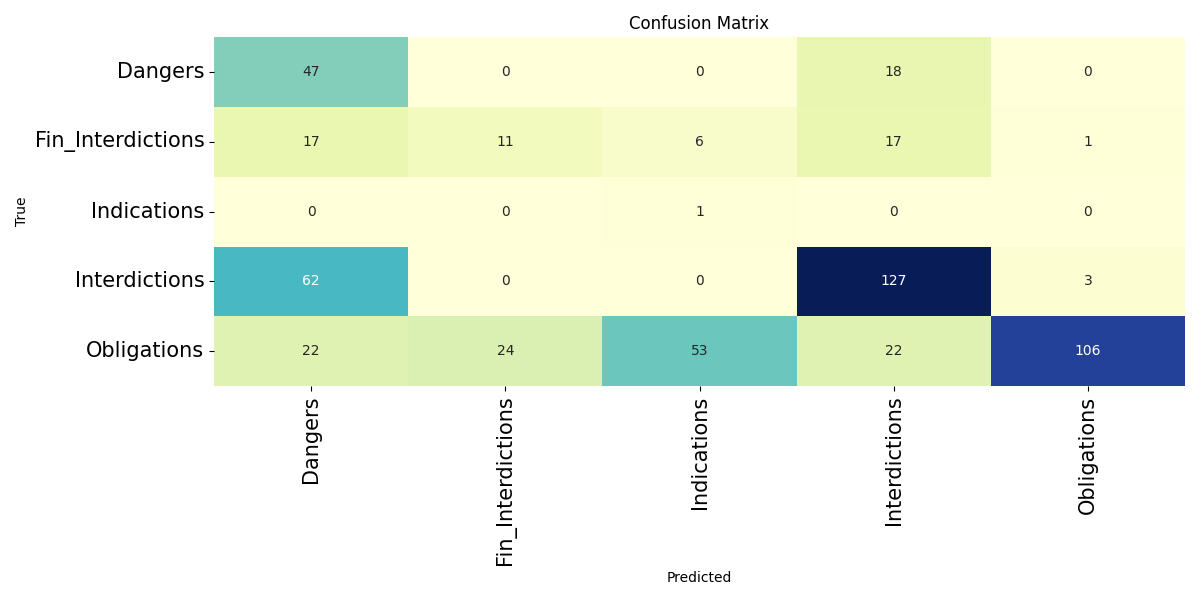 Confusion Matrix
Dangers 47 0 0 18 0
Fin_Interdictions 17 11 6 17 1
Indications 0 0 1 0 0
Interdictions 62 0 0 127 3
Obligations 22 24 53 22 106
True
Dangers Fin_Interdictions Indications Interdictions Obligations
Predicted